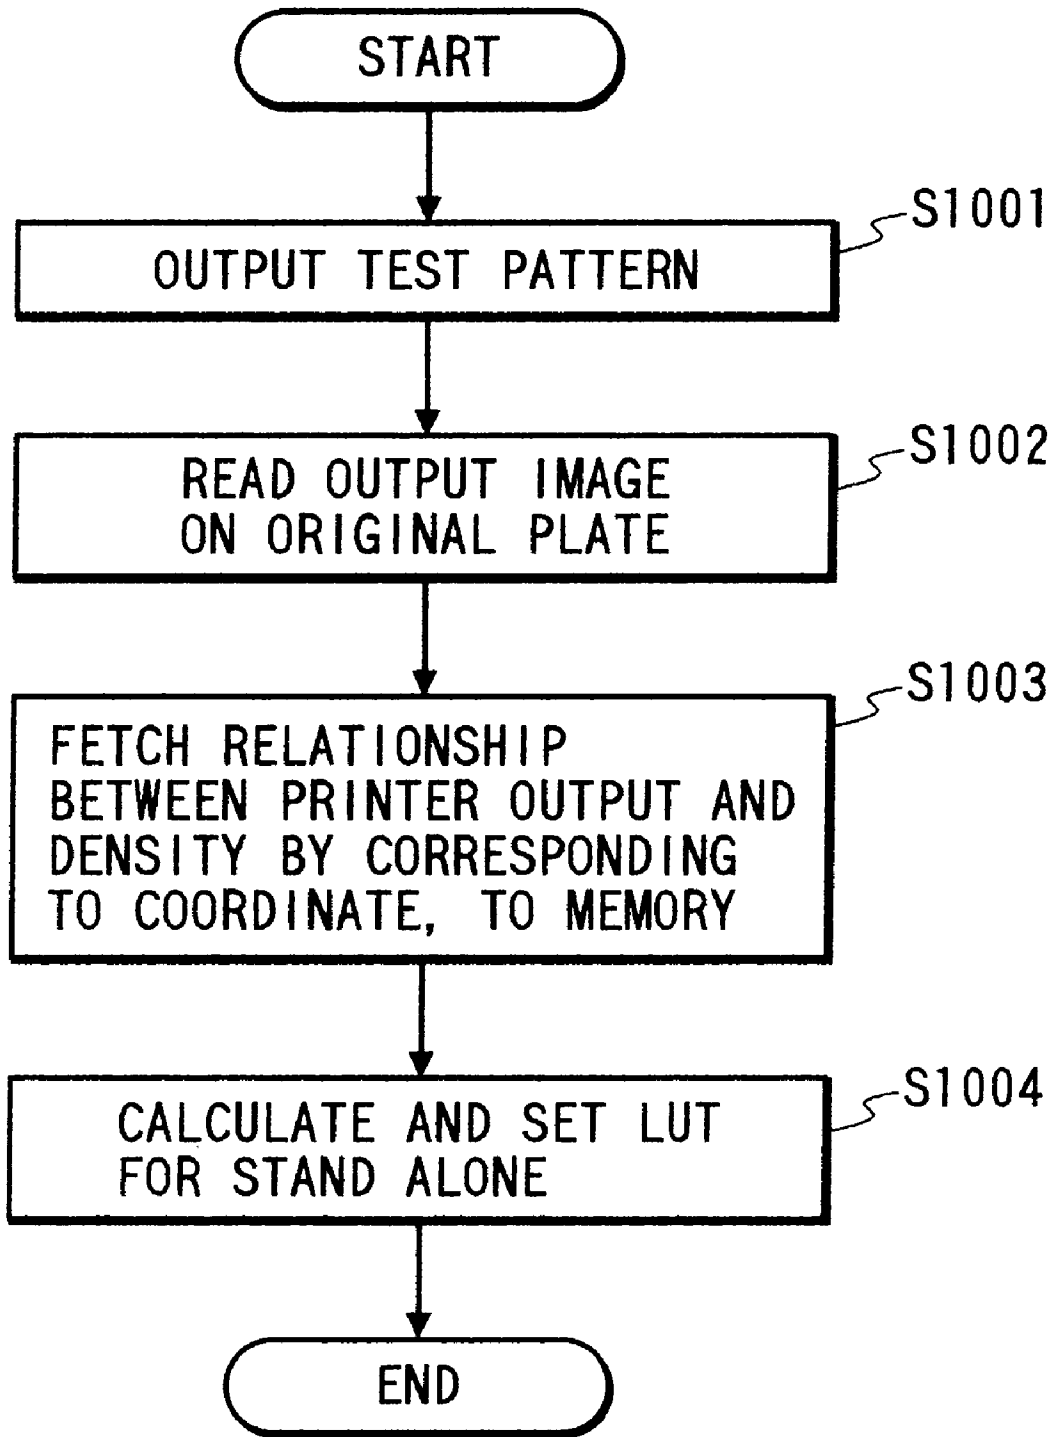 START
S1001
OUTPUT TEST PATTERN
S1002
READ OUTPUT IMAGE
ON ORIGINAL PLATE
S1003
FETCH RELATIONSHIP
BETWEEN PRINTER OUTPUT AND
DENSITY BY CORRESPONDING
TO COORDINATE, TO MEMORY
S1004
CALCULATE AND SET LUT
FOR STAND ALONE
END